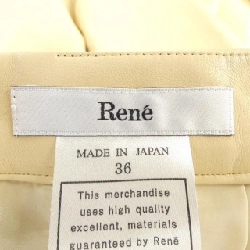 René
MADE IN JAPAN
36
This merchandise
uses high quality
excellent, materials
guaranteed by René